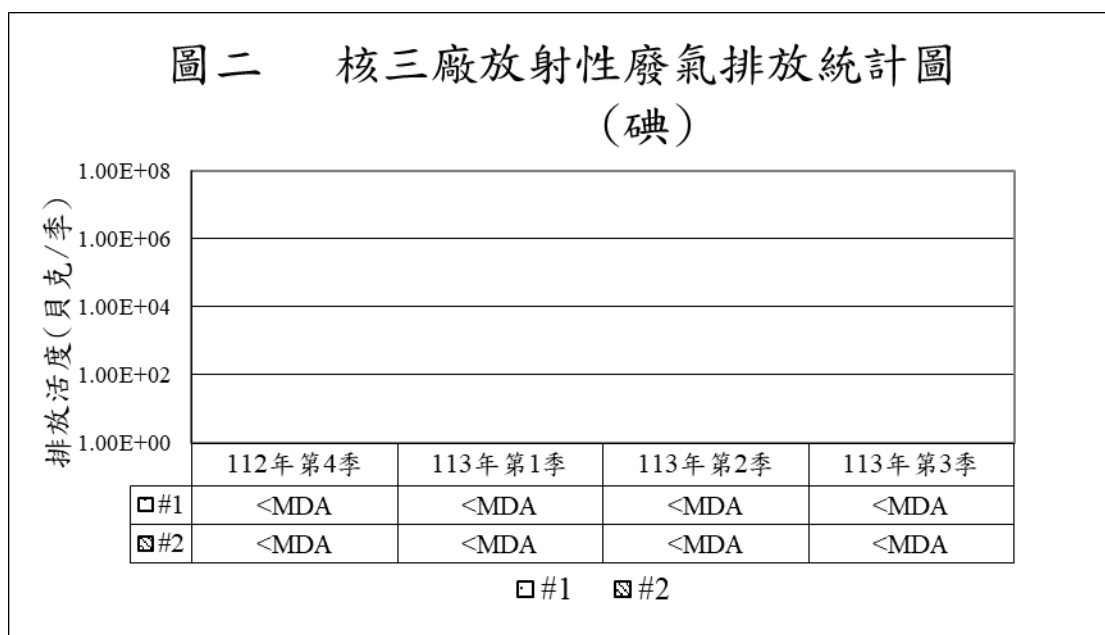 圖二 核三廠放射性廢氣排放統計圖
(碘)
排放活度(貝克/季)
1.00E+08
1.00E+06
1.00E+04
1.00E+02
1.00E+00
112年第4季 113年第1季 113年第2季 113年第3季
#1 <MDA <MDA <MDA <MDA
#2 <MDA <MDA <MDA <MDA
#1 #2